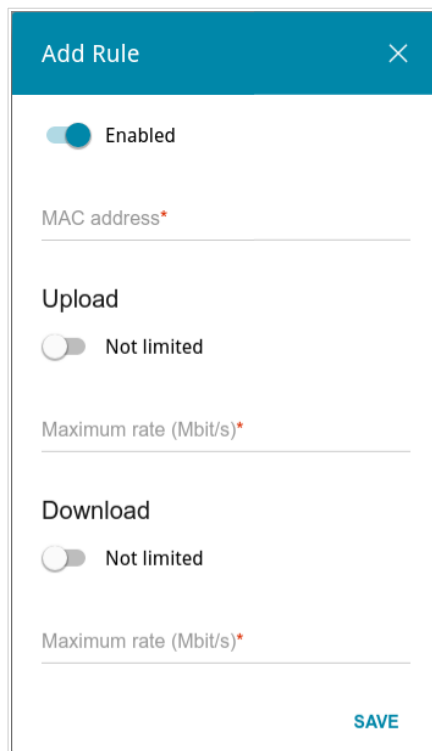 Add Rule
Enabled
MAC address*
Upload
Not limited
Maximum rate (Mbit/s)*
Download
Not limited
Maximum rate (Mbit/s)*
SAVE